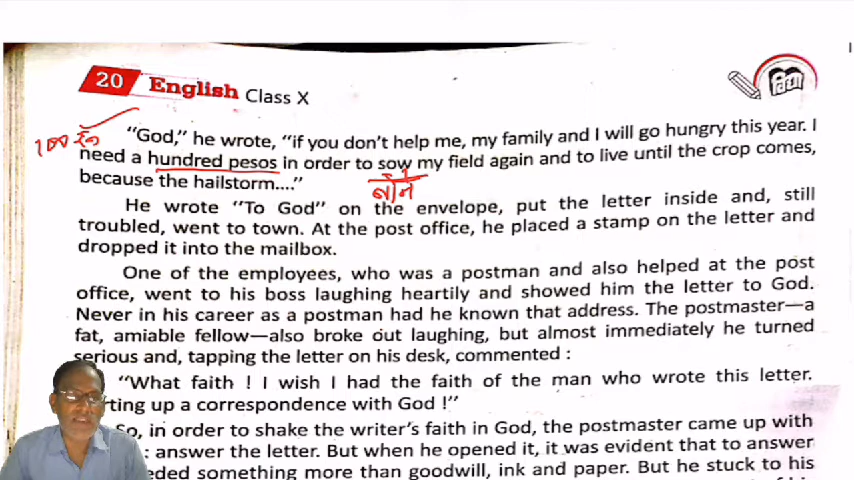 20 English Class X
विद्या
"God," he wrote, "if you don't help me, my family and I will go hungry this year. I
need a hundred pesos in order to sow my field again and to live until the crop comes,
बोने
because the hailstorm...."
He wrote "To God" on the envelope, put the letter inside and, still
troubled, went to town. At the post office, he placed a stamp on the letter and
dropped it into the mailbox.
One of the employees, who was a postman and also helped at the post
office, went to his boss laughing heartily and showed him the letter to God.
Never in his career as a postman had he known that address. The postmaster—a
fat, amiable fellow—also broke out laughing, but almost immediately he turned
serious and, tapping the letter on his desk, commented :
"What faith ! I wish I had the faith of the man who wrote this letter.
rting up a correspondence with God !"
So, in order to shake the writer's faith in God, the postmaster came up with
: answer the letter. But when he opened it, it was evident that to answer
eded something more than goodwill, ink and paper. But he stuck to his